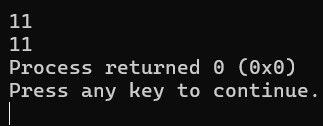 11
11
Process returned 0 (0x0)
Press any key to continue.